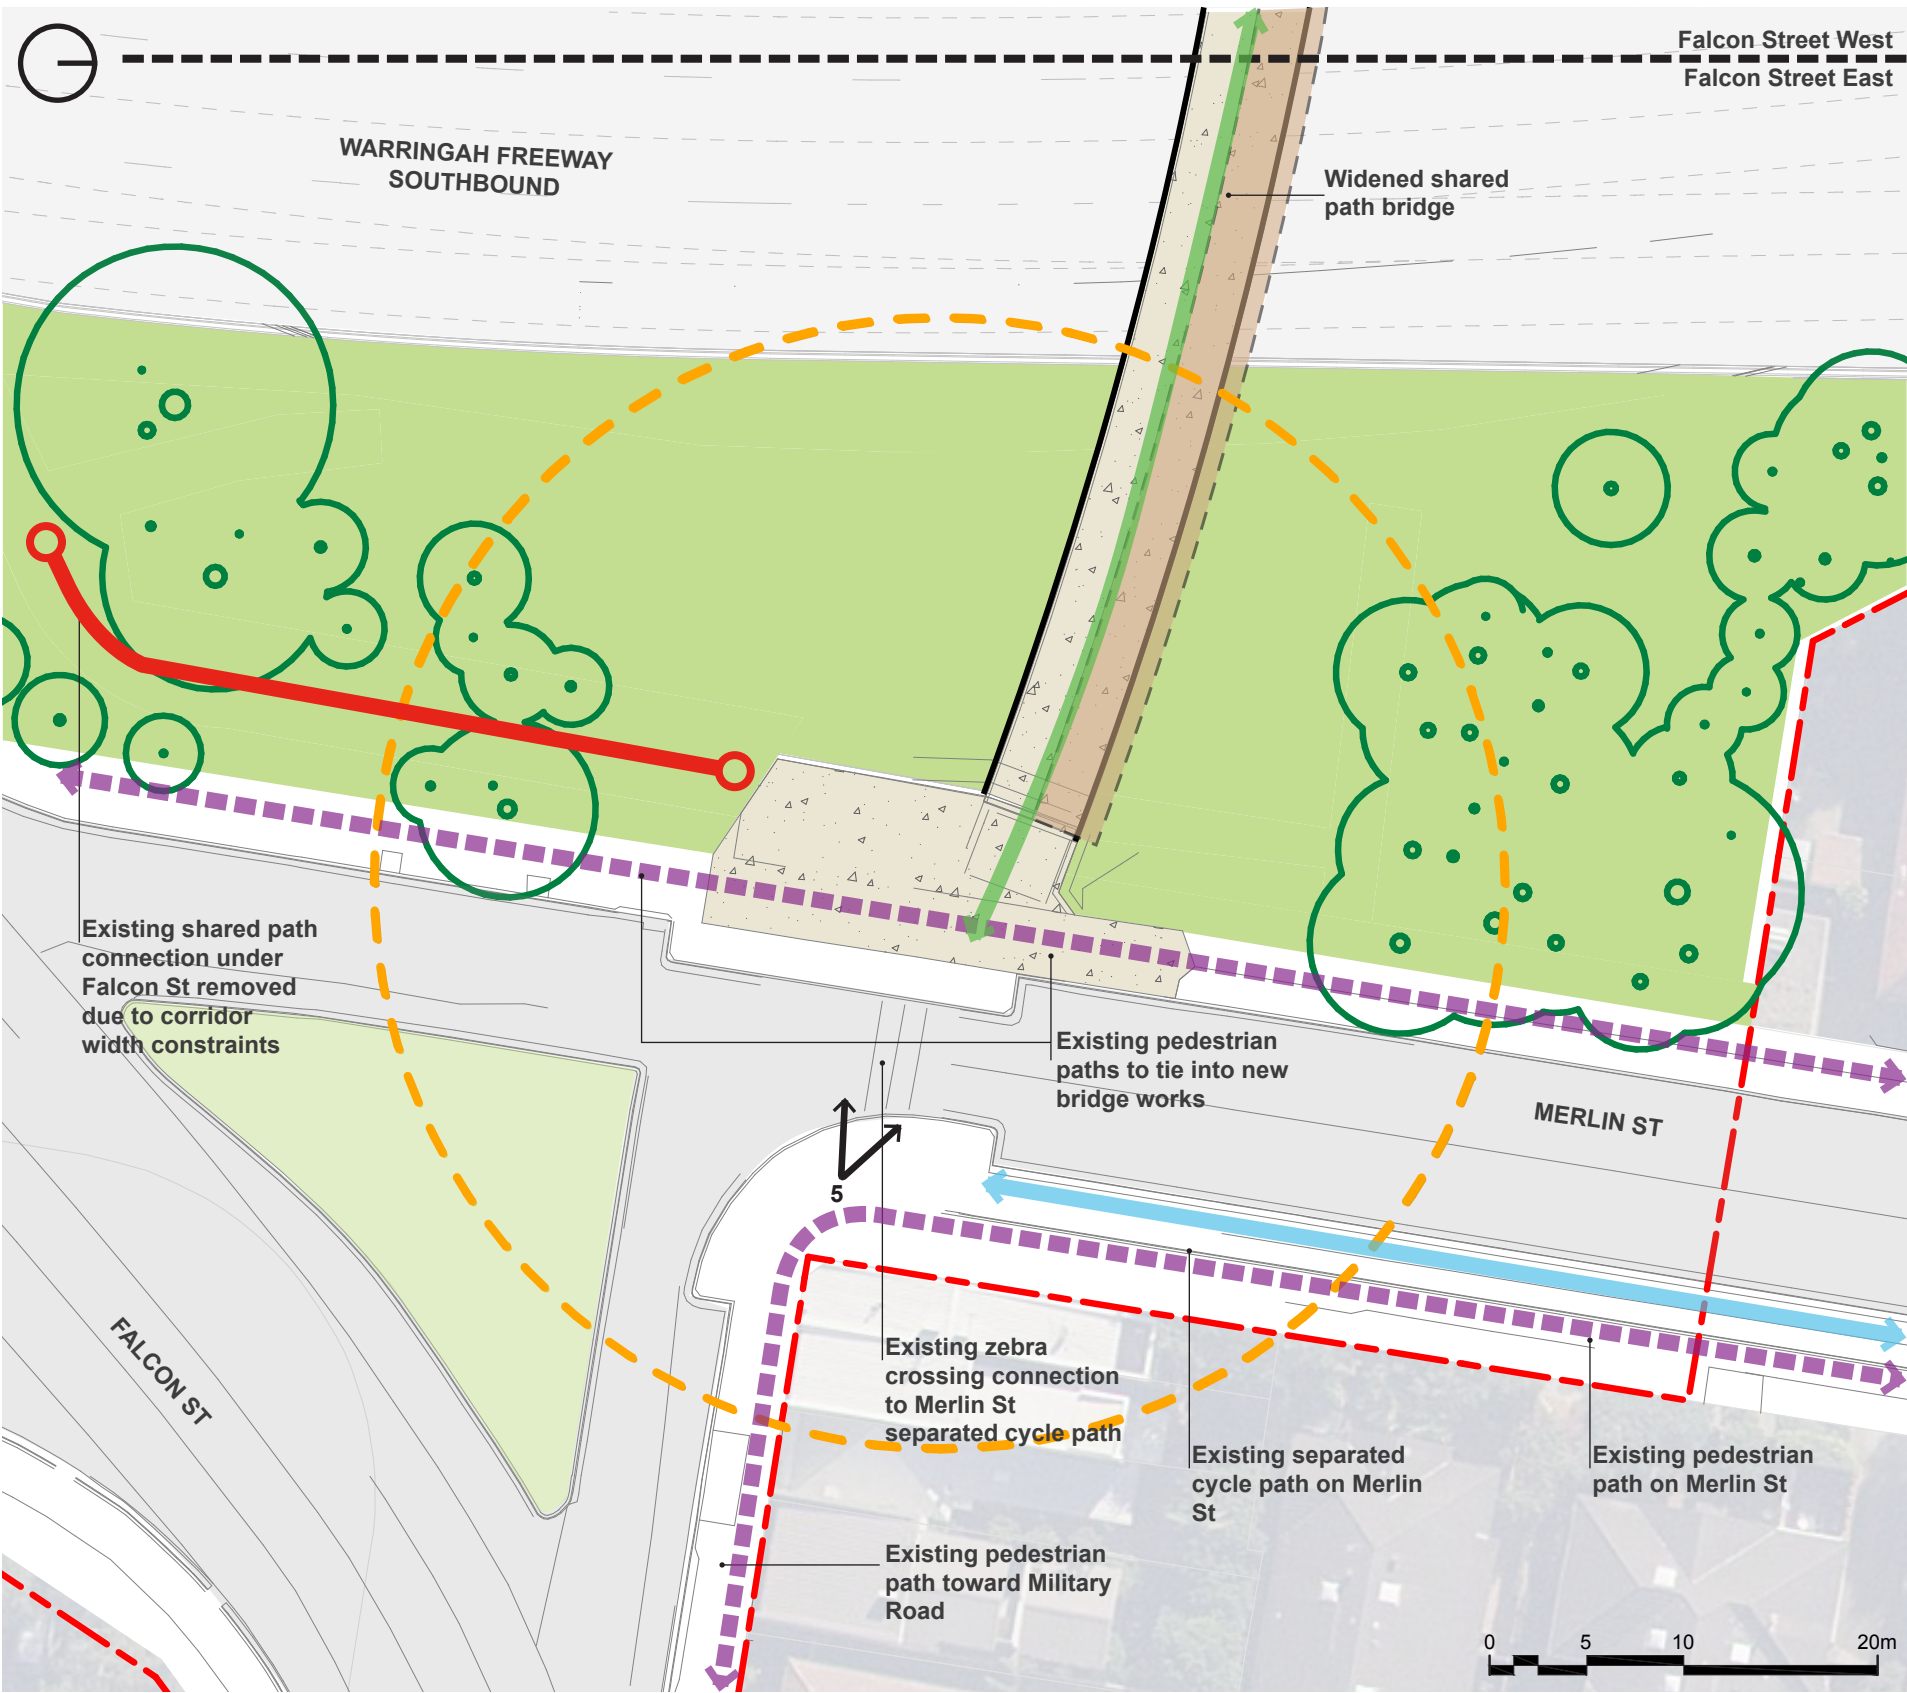 Falcon Street West
Falcon Street East
WARRINGAH FREEWAY
SOUTHBOUND
Widened shared
path bridge
Existing shared path
connection under
Falcon St removed
due to corridor
width constraints
Existing pedestrian
paths to tie into new
bridge works
MERLIN ST
5
FALCON ST
Existing zebra
crossing connection
to Merlin St
separated cycle path
Existing separated
cycle path on Merlin
St
Existing pedestrian
path on Merlin St
Existing pedestrian
path toward Military
Road
0 5 10 20m